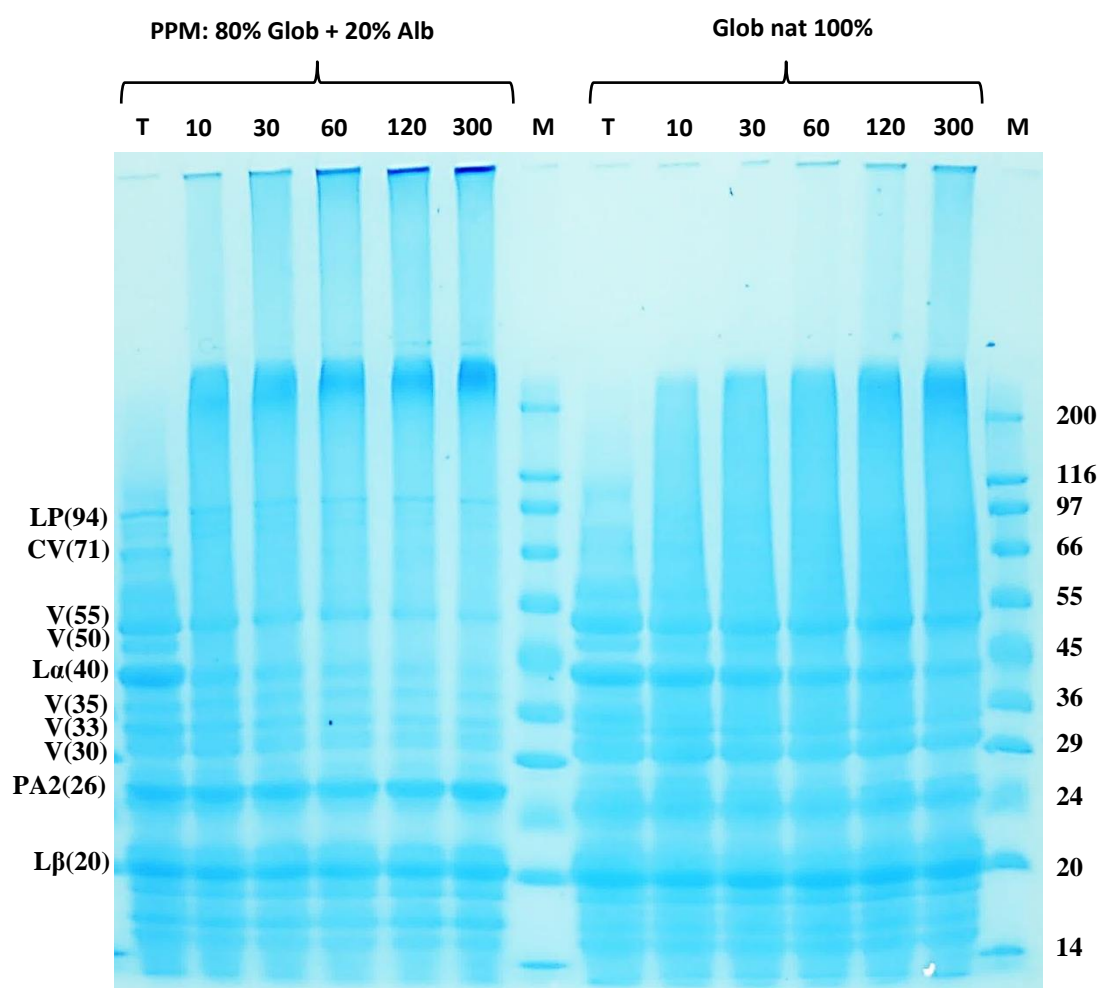 PPM: 80% Glob + 20% Alb
Glob nat 100%
T 10 30 60 120 300 M T 10 30 60 120 300 M
200
116
LP(94)
97
CV(71)
66
55
V(55)
V(50)
45
Lα(40)
36
V(35)
V(33)
29
V(30)
PA2(26)
24
Lβ(20)
20
14